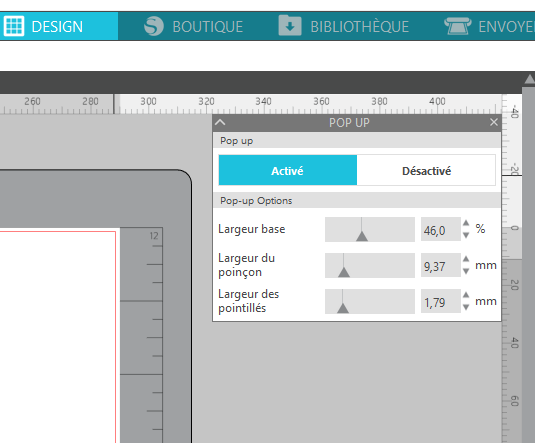 DESIGN BOUTIQUE BIBLIOTHÈQUE ENVOYE
260 280 300 320 340 360 380 400
-40
POP UP
Pop up
Activé Désactivé
Pop-up Options
Largeur base 46,0 %
Largeur du
poinçon 9,37 mm
Largeur des
pointillés 1,79 mm
-20
0
20
40
60
12